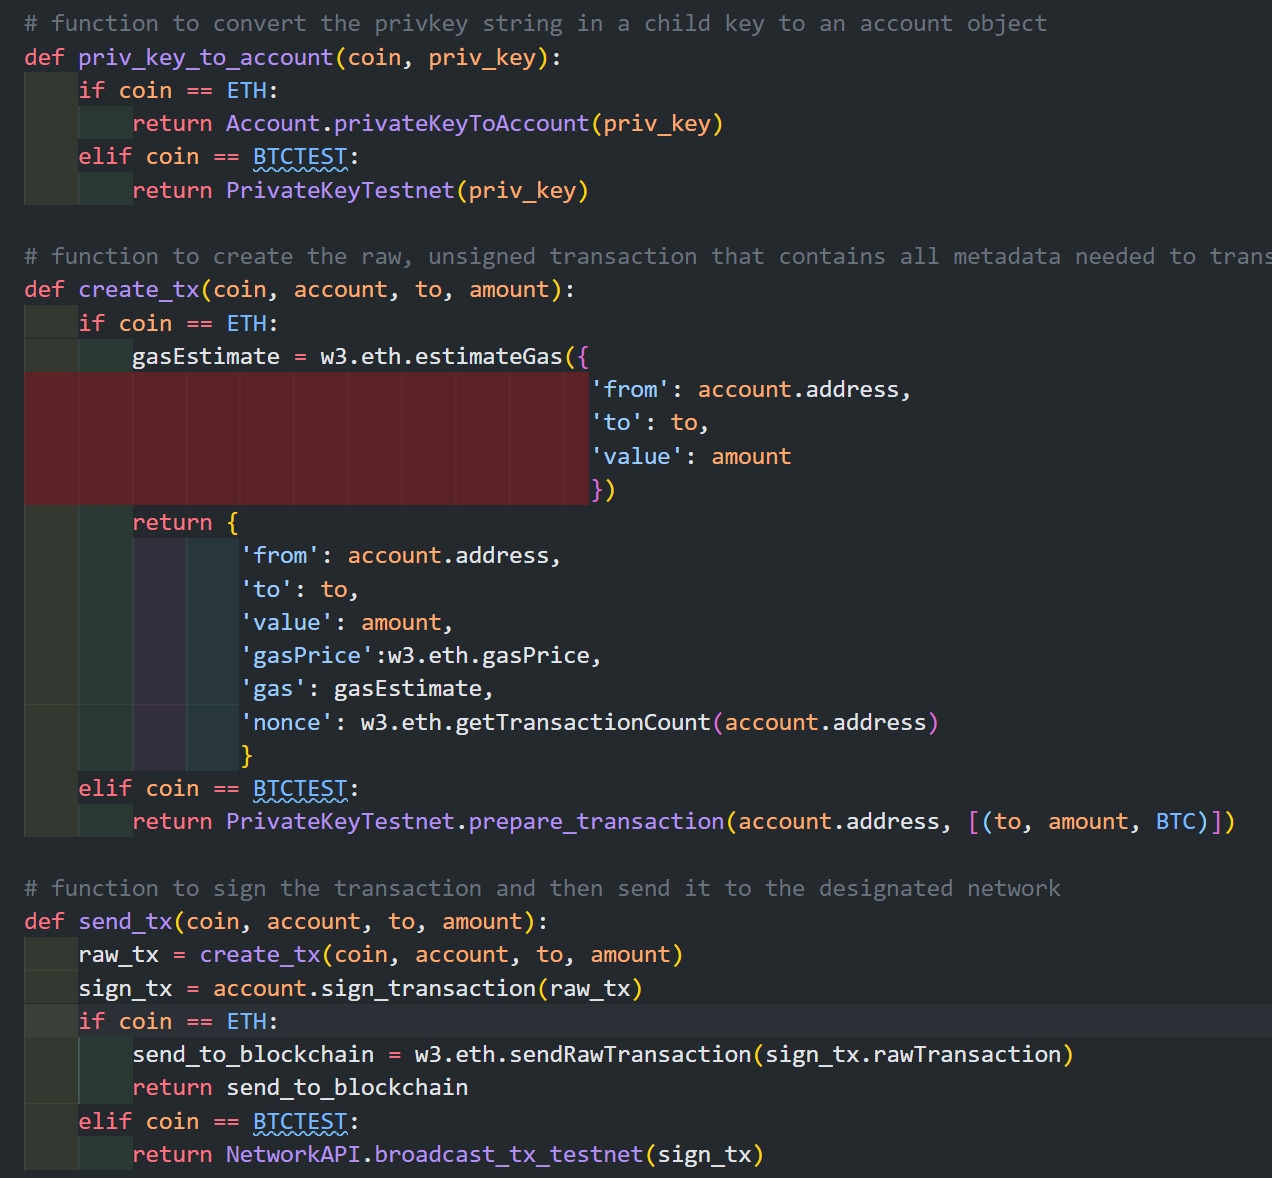 # function to convert the privkey string in a child key to an account object
def priv_key_to_account(coin, priv_key):
    if coin == ETH:
        return Account.privateKeyToAccount(priv_key)
    elif coin == BTCTEST:
        return PrivateKeyTestnet(priv_key)

# function to create the raw, unsigned transaction that contains all metadata needed to trans
def create_tx(coin, account, to, amount):
    if coin == ETH:
        gasEstimate = w3.eth.estimateGas({
                                          'from': account.address,
                                          'to': to,
                                          'value': amount
                                          })
        return {
                'from': account.address,
                'to': to,
                'value': amount,
                'gasPrice':w3.eth.gasPrice,
                'gas': gasEstimate,
                'nonce': w3.eth.getTransactionCount(account.address)
                }
    elif coin == BTCTEST:
        return PrivateKeyTestnet.prepare_transaction(account.address, [(to, amount, BTC)])

# function to sign the transaction and then send it to the designated network
def send_tx(coin, account, to, amount):
    raw_tx = create_tx(coin, account, to, amount)
    sign_tx = account.sign_transaction(raw_tx)
    if coin == ETH:
        send_to_blockchain = w3.eth.sendRawTransaction(sign_tx.rawTransaction)
        return send_to_blockchain
    elif coin == BTCTEST:
        return NetworkAPI.broadcast_tx_testnet(sign_tx)